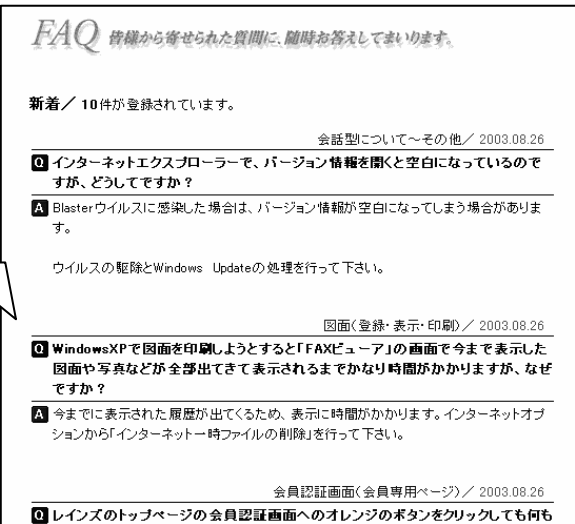 FAQ 皆様から寄せられた質問に、随時お答えしてまいります。
新着／ 10件が登録されています。
会話型について～その他／ 2003.08.26
Q インターネットエクスプローラーで、バージョン情報を開くと空白になっているので
すが、どうしてですか？
A Blasterウイルスに感染した場合は、バージョン情報が空白になってしまう場合がありま
す。
ウイルスの駆除とWindows Updateの処理を行って下さい。
図面（登録・表示・印刷）／ 2003.08.26
Q WindowsXPで図面を印刷しようとすると「FAXビューア」の画面で今まで表示した
図面や写真などが全部出てきて表示されるまでかなり時間がかかりますが、なぜ
ですか？
A 今までに表示された履歴が出てくるため、表示に時間がかかります。インターネットオプ
ションから「インターネット一時ファイルの削除」を行って下さい。
会員認証画面（会員専用ページ）／ 2003.08.26
Q レインズのトップページの会員認証画面へのオレンジのボタンをクリックしても何も